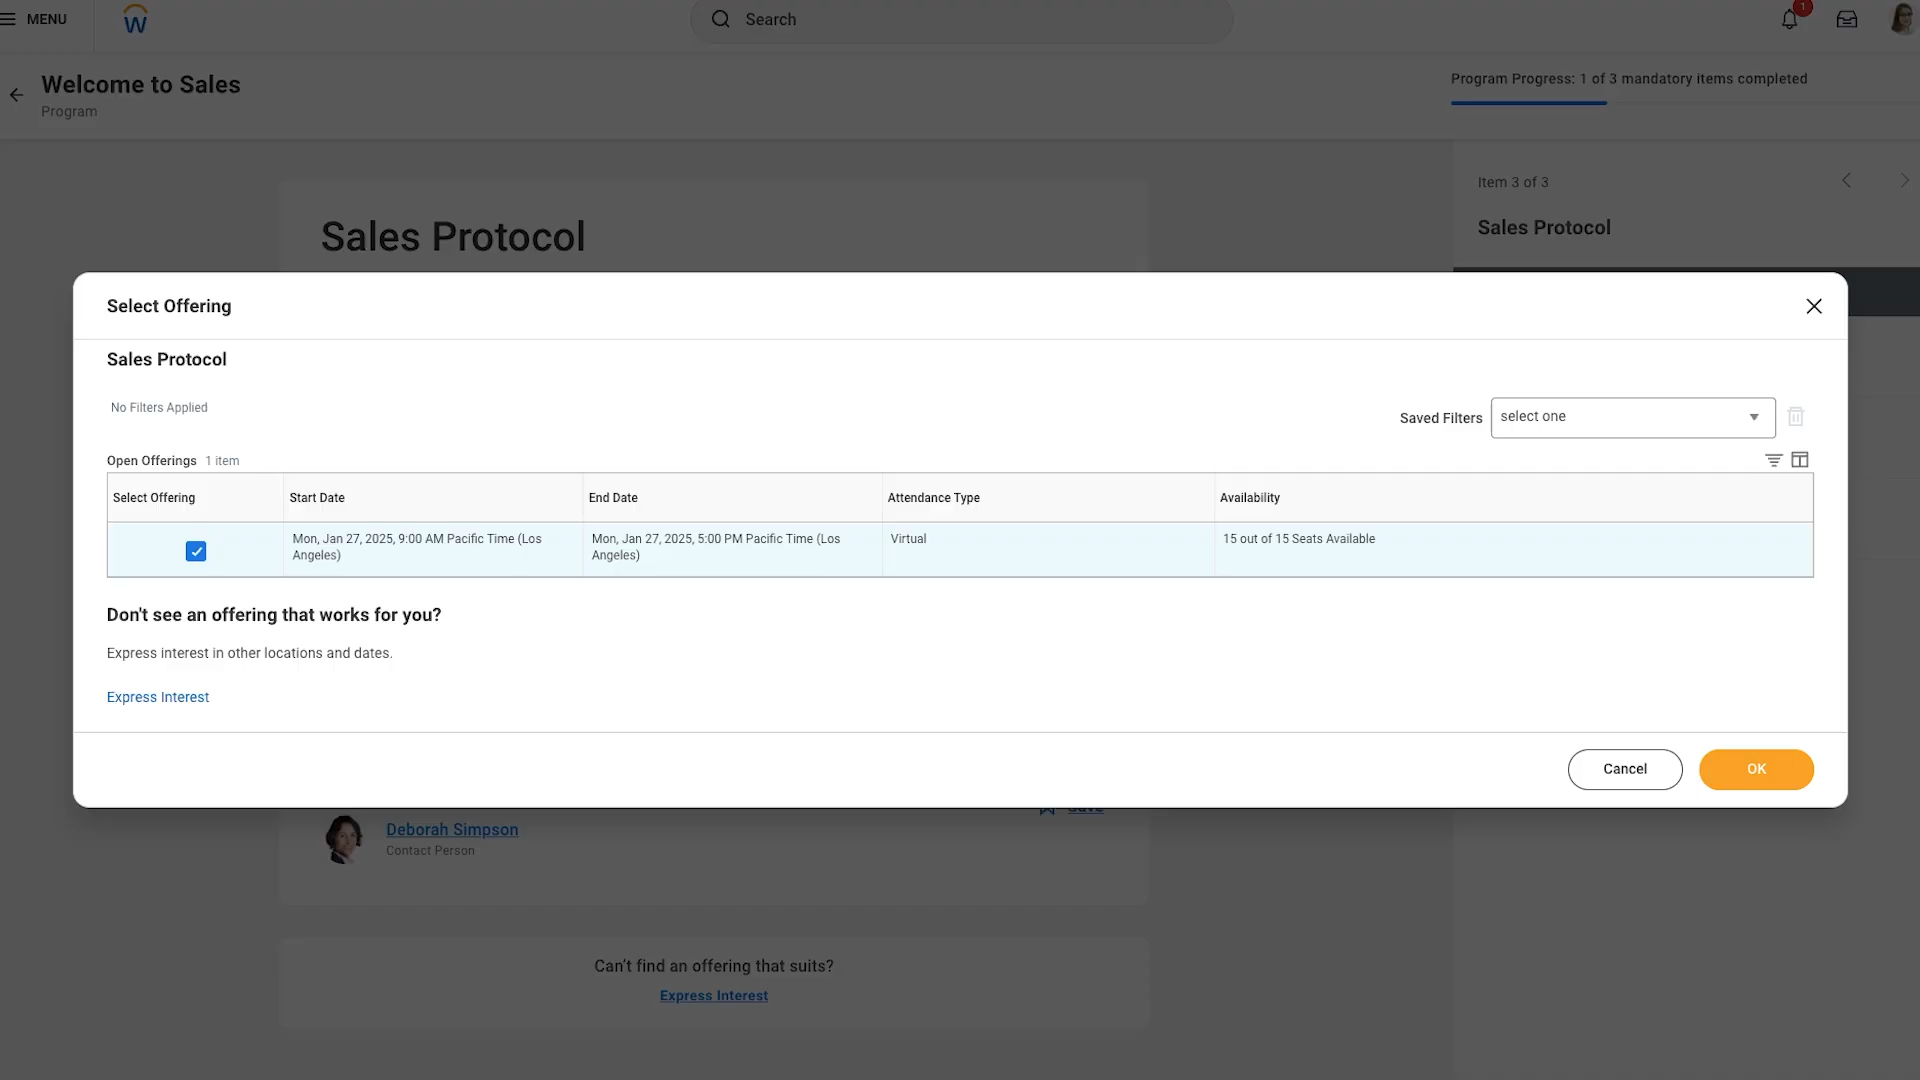 MENU
Search
1
Welcome to Sales
Program
Program Progress: 1 of 3 mandatory items completed
Item 3 of 3
Sales Protocol
Sales Protocol
Select Offering
Sales Protocol
No Filters Applied
Saved Filters
select one
Open Offerings 1 item
Select Offering
Start Date
End Date
Attendance Type
Availability
Mon, Jan 27, 2025, 9:00 AM Pacific Time (Los
Angeles)
Mon, Jan 27, 2025, 5:00 PM Pacific Time (Los
Angeles)
Virtual
15 out of 15 Seats Available
Don't see an offering that works for you?
Express interest in other locations and dates.
Express Interest
Cancel
OK
Deborah Simpson
Contact Person
Can't find an offering that suits?
Express Interest